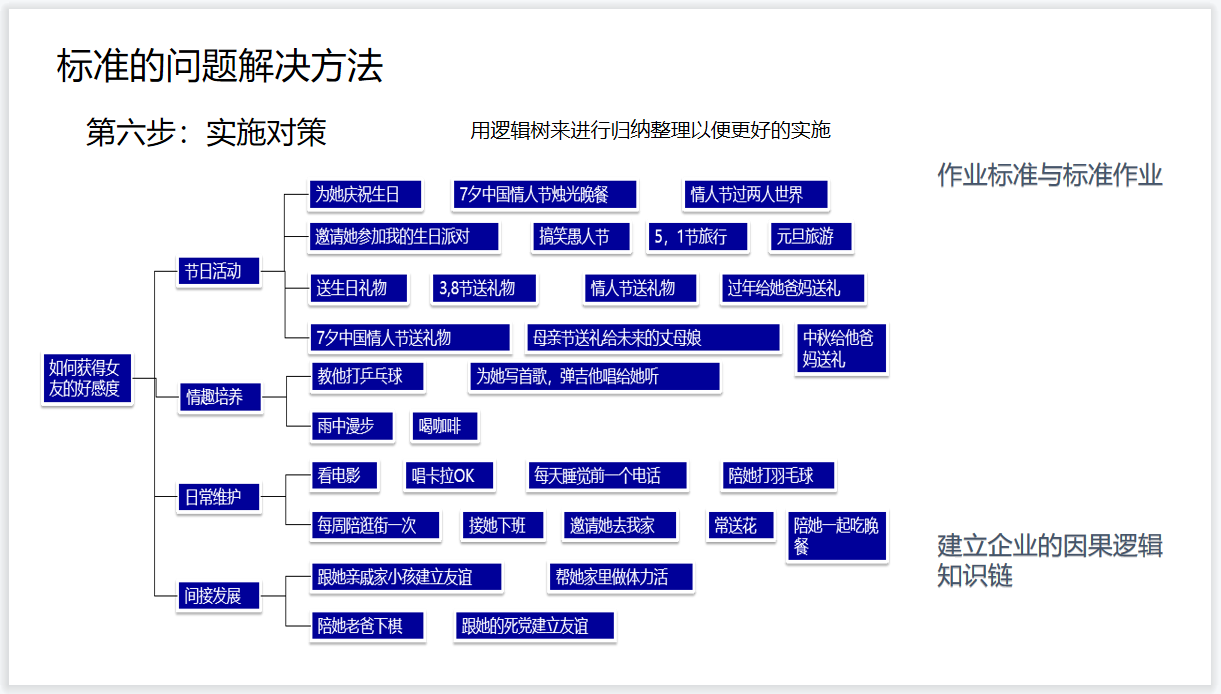 标准的问题解决方法
第六步：实施对策
用逻辑树来进行归纳整理以便更好的实施
作业标准与标准作业
为她庆祝生日
7夕中国情人节烛光晚餐
情人节过两人世界
邀请她参加我的生日派对
搞笑愚人节
5，1节旅行
元旦旅游
节日活动
送生日礼物
3,8节送礼物
情人节送礼物
过年给她爸妈送礼
7夕中国情人节送礼物
母亲节送礼给未来的丈母娘
中秋给他爸
妈送礼
如何获得女
友的好感度
教他打乒乓球
为她写首歌，弹吉他唱给她听
情趣培养
雨中漫步
喝咖啡
看电影
唱卡拉OK
每天睡觉前一个电话
陪她打羽毛球
日常维护
每周陪逛街一次
接她下班
邀请她去我家
常送花
陪她一起吃晚
餐
建立企业的因果逻辑
知识链
跟她亲戚家小孩建立友谊
帮她家里做体力活
间接发展
陪她老爸下棋
跟她的死党建立友谊